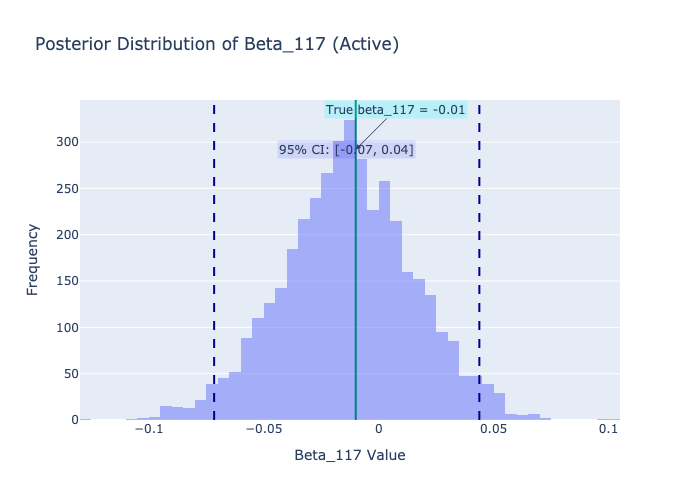 Posterior Distribution of Beta_117 (Active)
True beta_117 = -0.01
95% CI: [-0.07, 0.04]
300
250
200
150
100
50
0
Frequency
−0.1
−0.05
0
0.05
0.1
Beta_117 Value